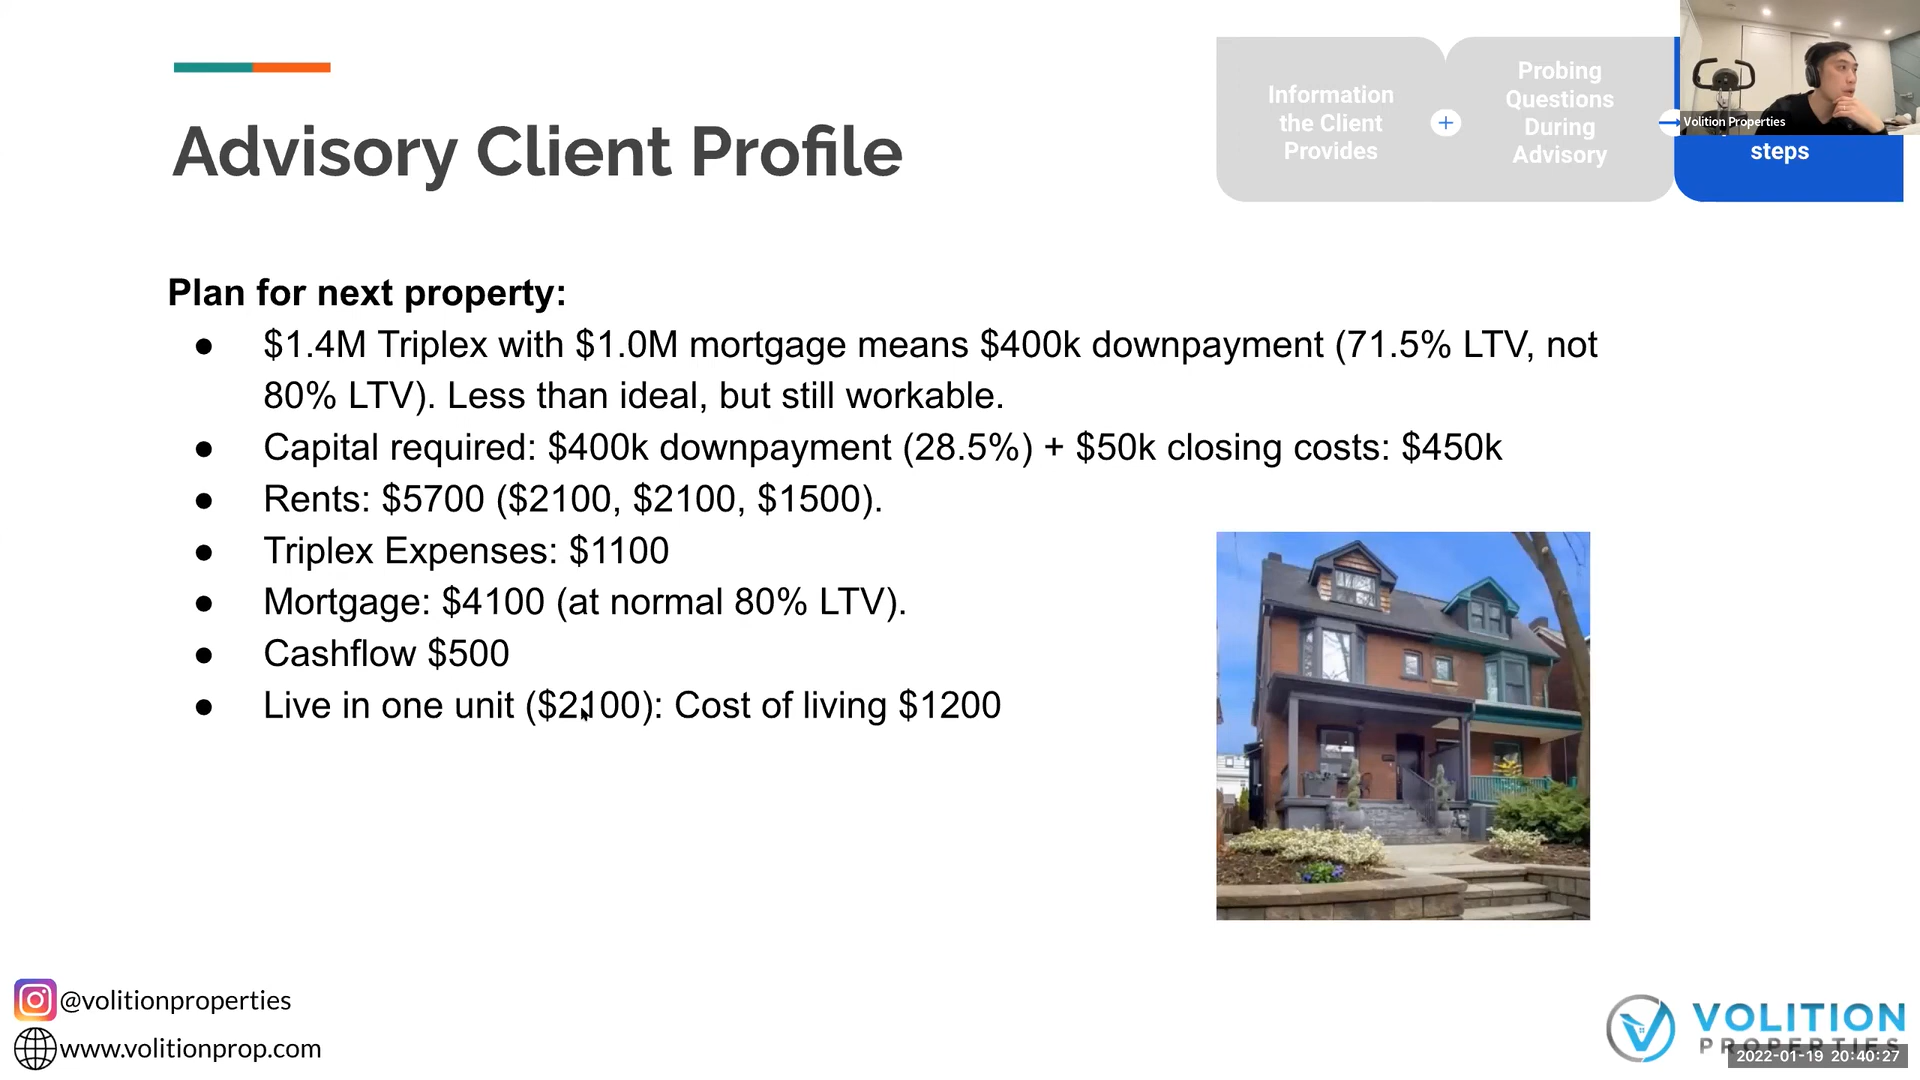 Information
the Client
Provides
+
Probing
Questions
During
Advisory
steps
Volition Properties
Advisory Client Profile
Plan for next property:
● $1.4M Triplex with $1.0M mortgage means $400k downpayment (71.5% LTV, not
80% LTV). Less than ideal, but still workable.
● Capital required: $400k downpayment (28.5%) + $50k closing costs: $450k
● Rents: $5700 ($2100, $2100, $1500).
● Triplex Expenses: $1100
● Mortgage: $4100 (at normal 80% LTV).
● Cashflow $500
● Live in one unit ($2100): Cost of living $1200
@volitionproperties
www.volitionprop.com
VOLITION
PROPERTIES
2022-01-19 20:40:27